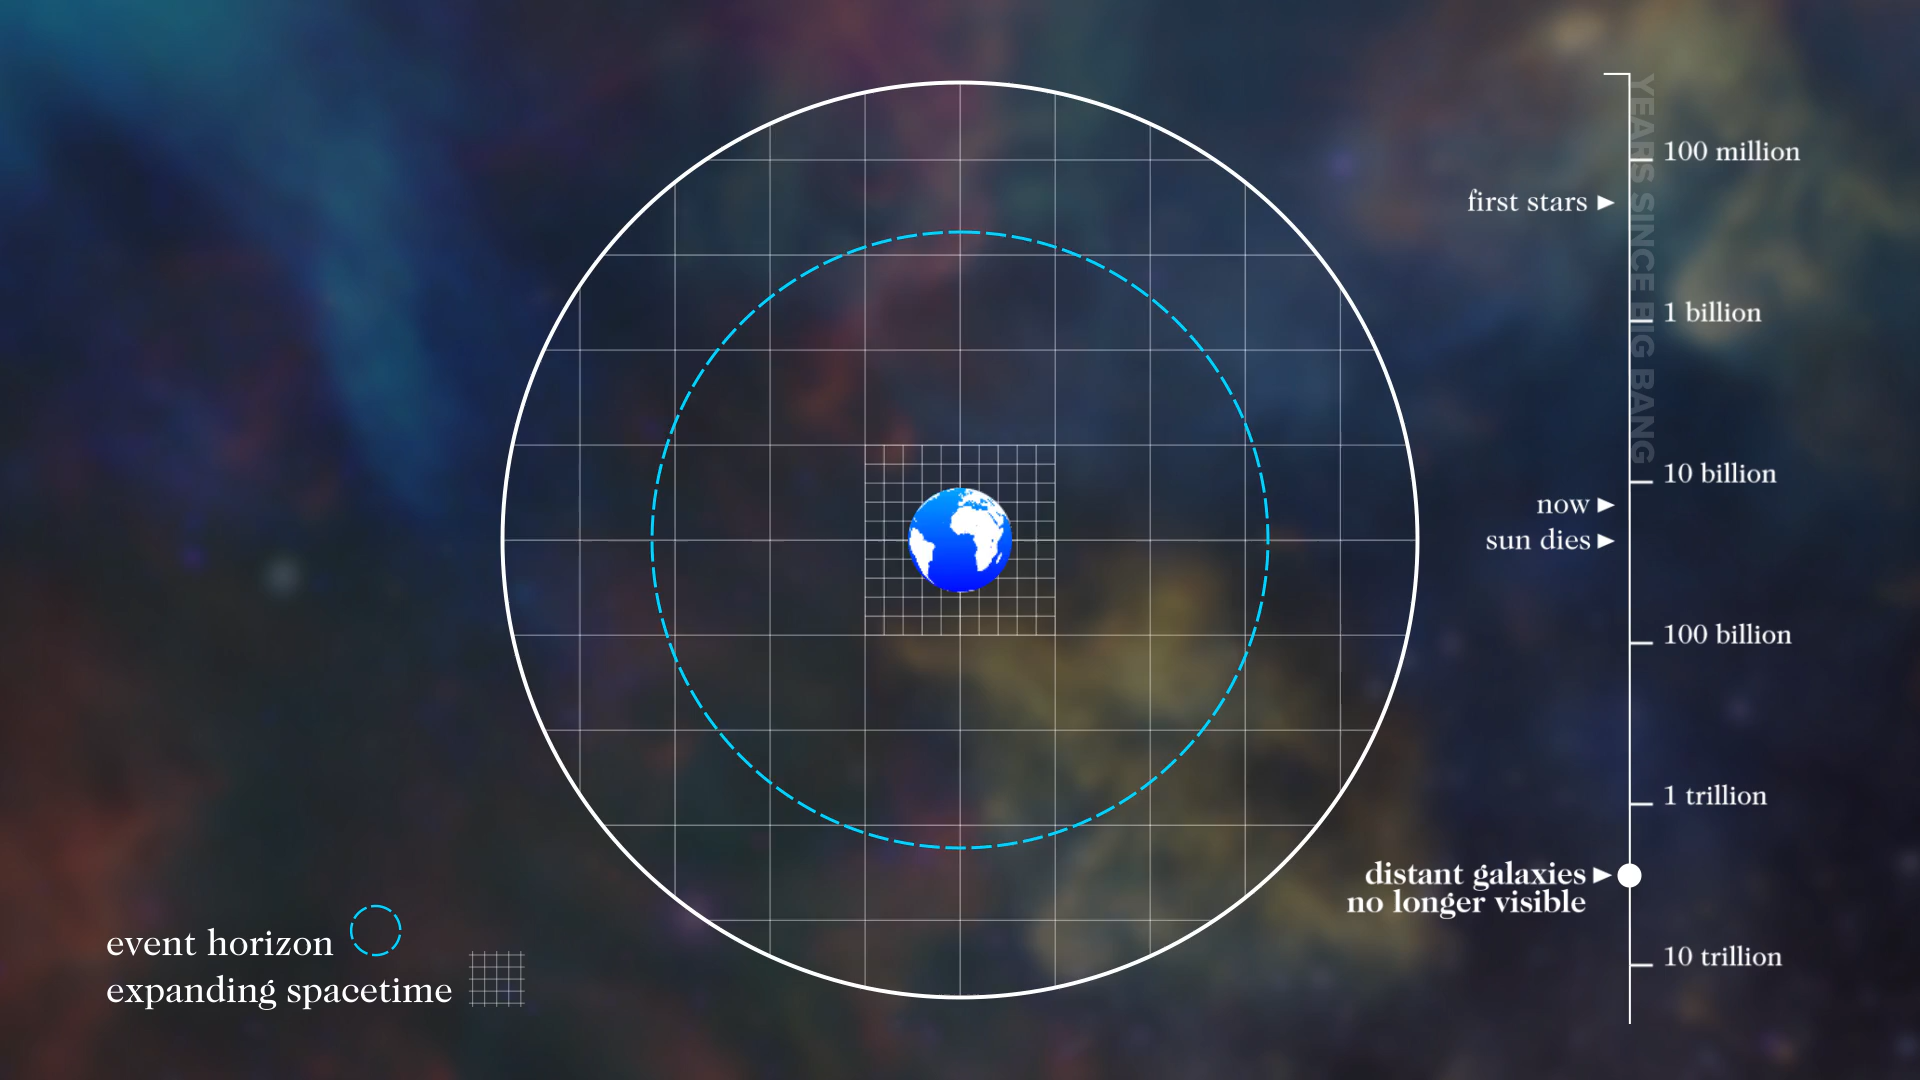 YEARS SINCE BIG BANG
100 million
first stars
1 billion
10 billion
now
sun dies
100 billion
1 trillion
distant galaxies
no longer visible
10 trillion
event horizon
expanding spacetime